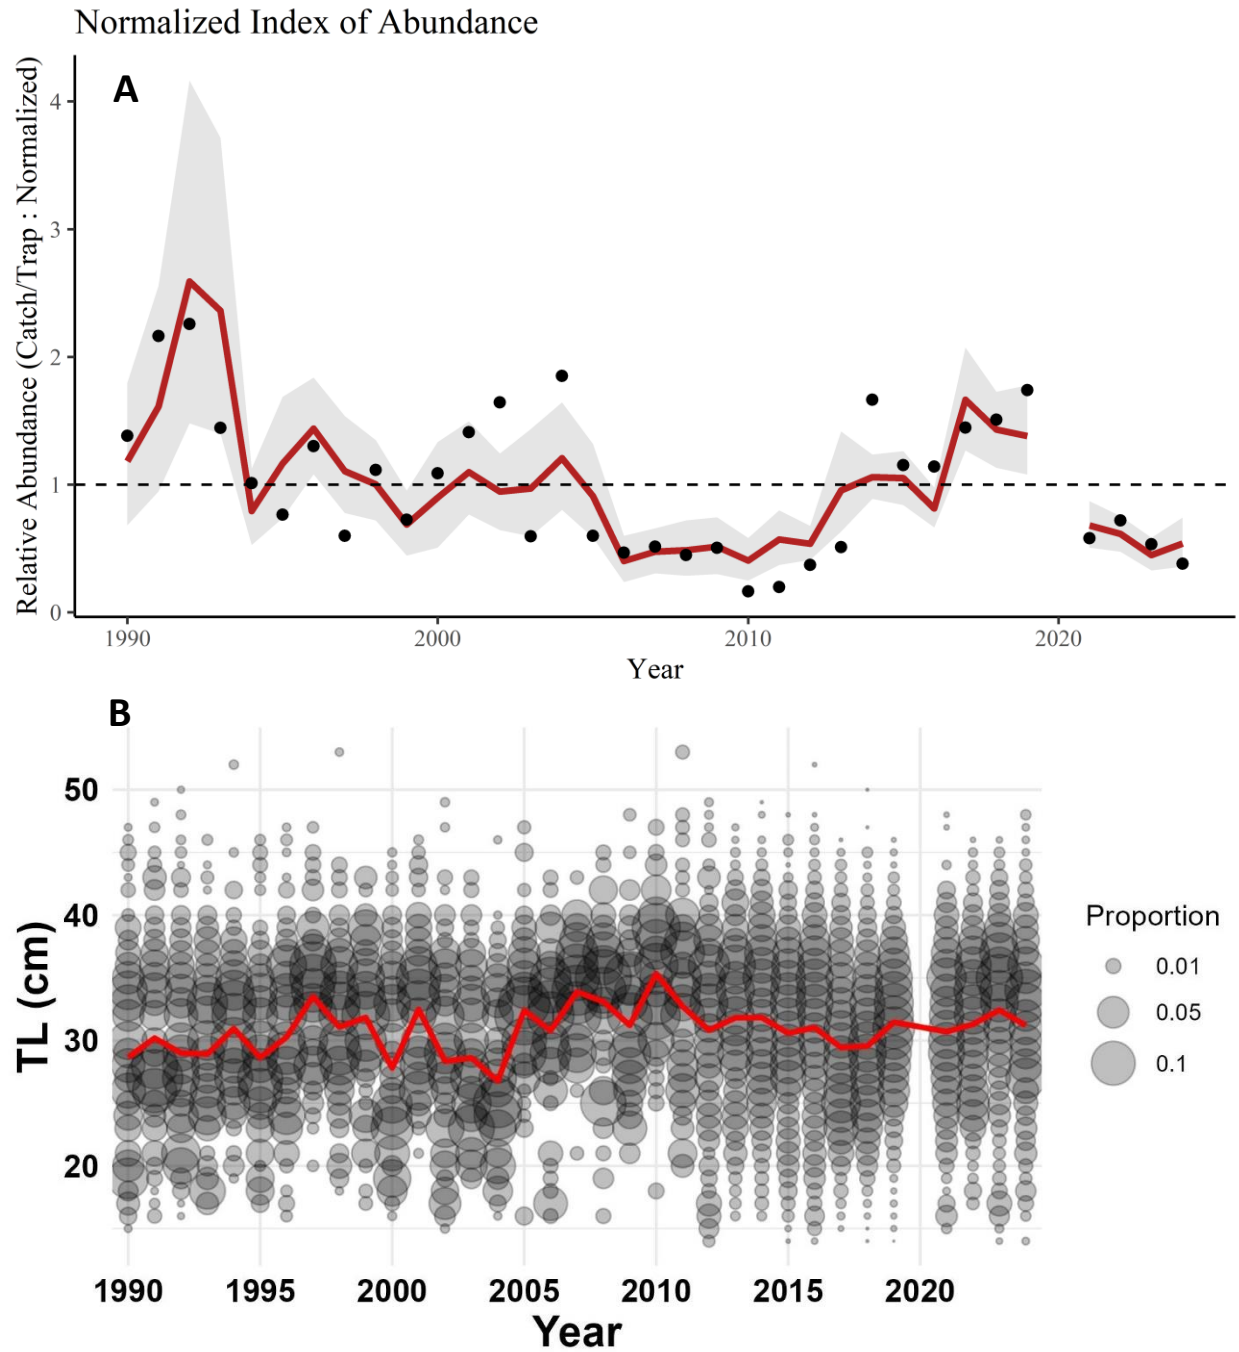 Normalized Index of Abundance
A
Relative Abundance (Catch/Trap : Normalized)
4
3
2
1
0
1990 2000 2010 2020
Year
B
TL (cm)
50
40
30
20
1990 1995 2000 2005 2010 2015 2020
Year
Proportion
0.01
0.05
0.1